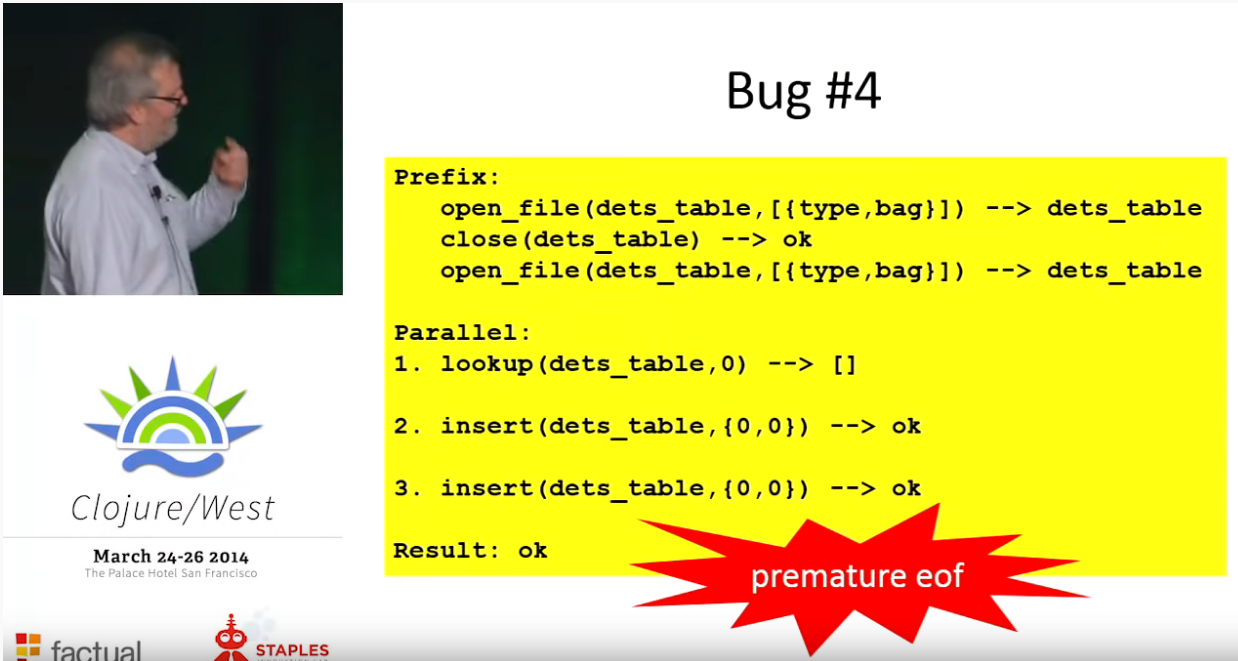 Bug #4
Prefix:
open_file(dets_table,[{type,bag}]) --> dets_table
close(dets_table) --> ok
open_file(dets_table,[{type,bag}]) --> dets_table
Parallel:
1. lookup(dets_table,0) --> []
2. insert(dets_table,{0,0}) --> ok
3. insert(dets_table,{0,0}) --> ok
Result: ok
premature eof
Clojure/West
March 24-26 2014
The Palace Hotel San Francisco
factual
STAPLES